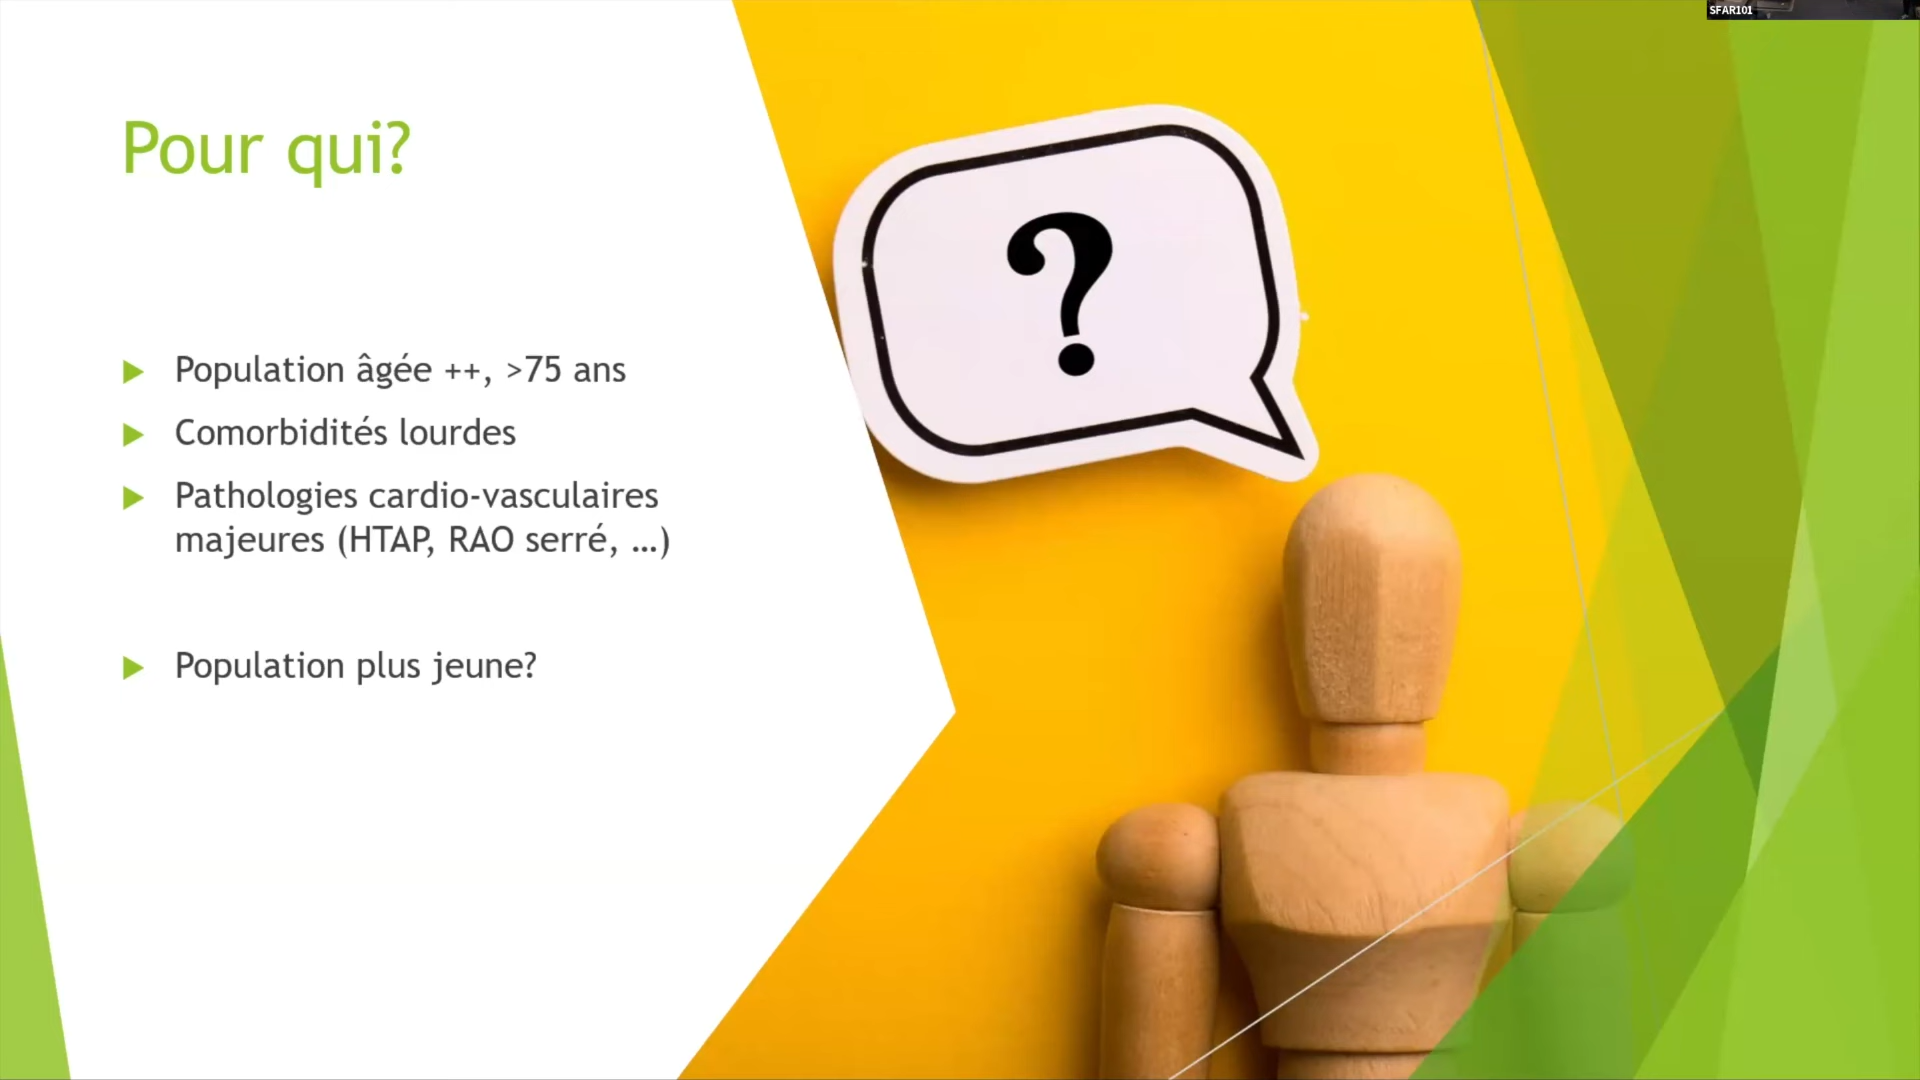 SFAR101
Pour qui?
?
Population âgée ++, >75 ans
Comorbidités lourdes
Pathologies cardio-vasculaires
majeures (HTAP, RAO serré, ...)
Population plus jeune?